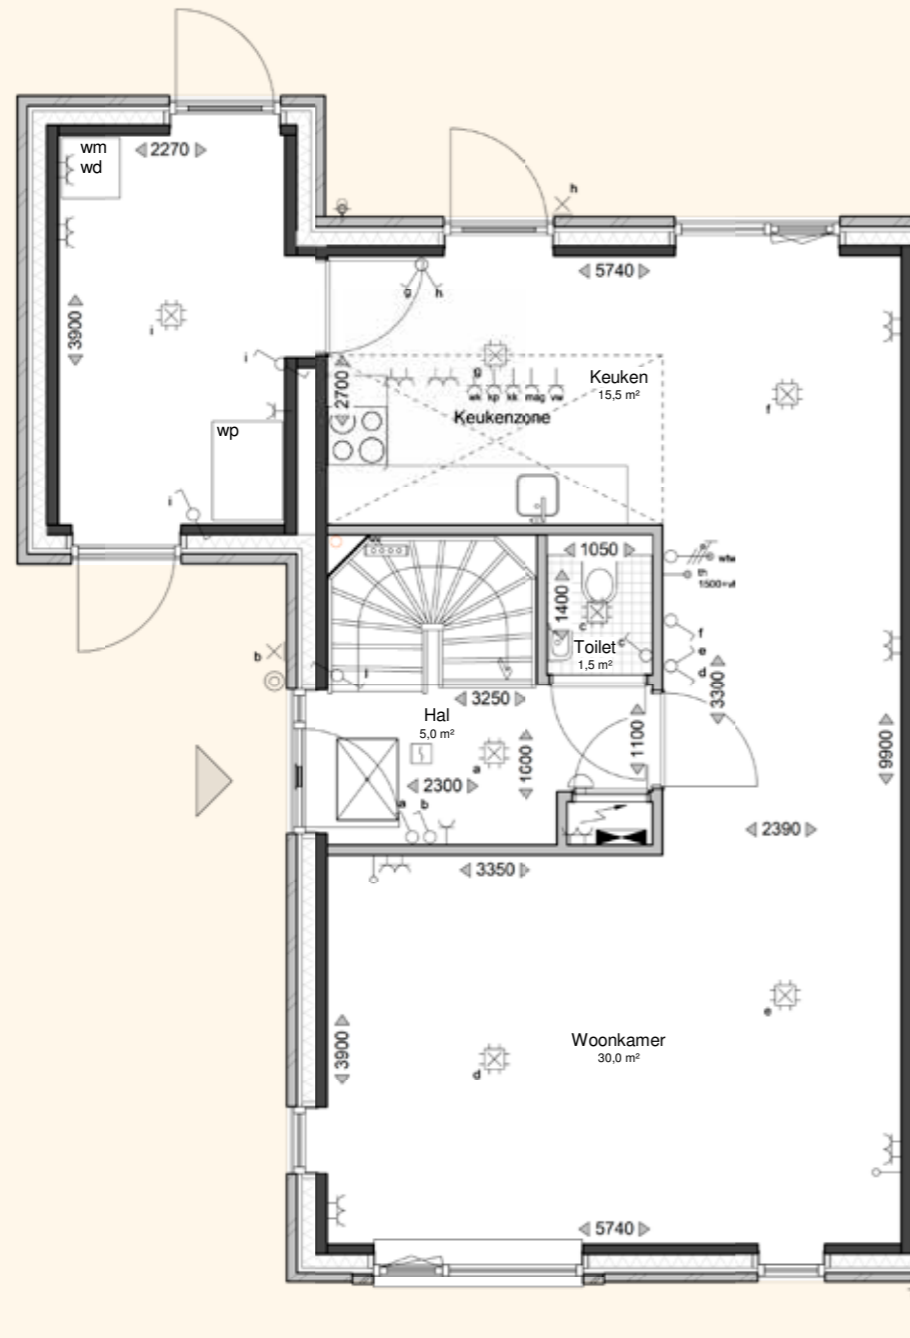 wm
wd
2270
h
5740
g h
3900
i
i
2700
g
Keuken
15,5 m²
f
wk kp kk mag vw
Keukenzone
wp
i
1050
1400
c
c
Toilet
1,5 m²
wtw
th
f
e
d
b
3300
3250
Hal
5,0 m²
1100
a
2300
a b
9900
2390
3350
e
Woonkamer
30,0 m²
3900
d
5740